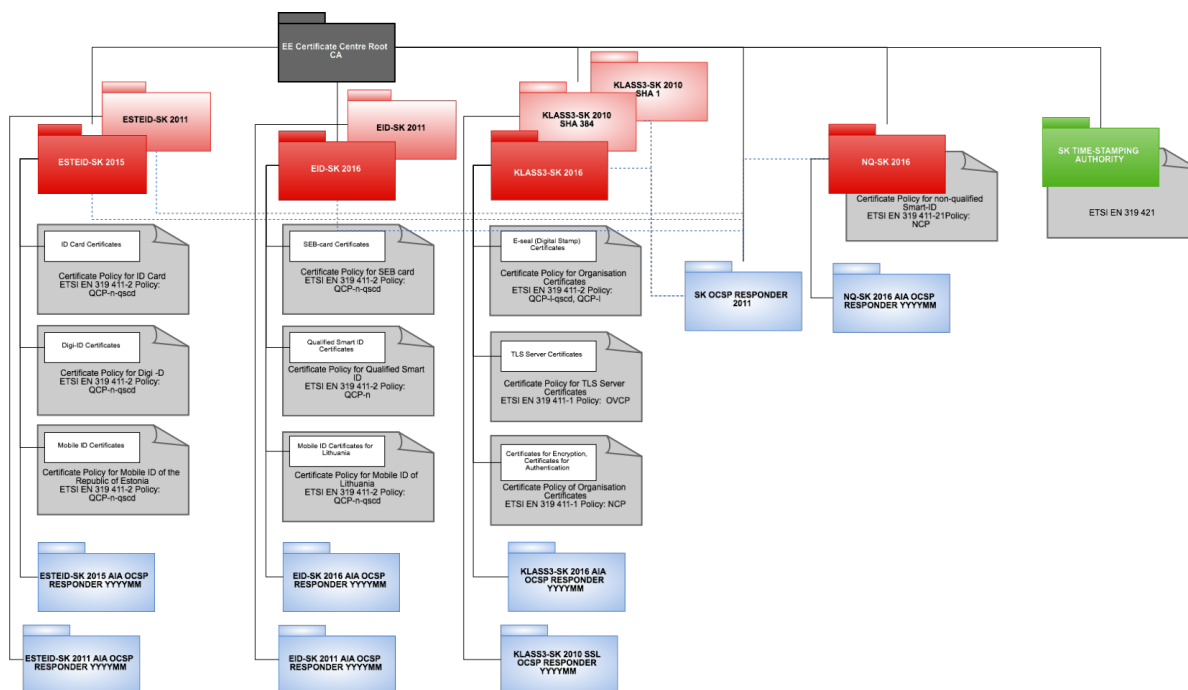 EE Certificate Centre Root
CA
KLASS3-SK 2010
SHA 1
ESTEID-SK 2011
EID-SK 2011
KLASS3-SK 2010
SHA 384
ESTEID-SK 2015
EID-SK 2016
KLASS3-SK 2016
NQ-SK 2016
SK TIME-STAMPING
AUTHORITY
Certificate Policy for non-qualified
Smart-ID
ETSI EN 319 411-21Policy:
NCP
ETSI EN 319 421
ID Card Certificates
Certificate Policy for ID Card
ETSI EN 319 411-2 Policy:
QCP-n-qscd
SEB-card Certificates
Certificate Policy for SEB card
ETSI EN 319 411-2 Policy:
QCP-n-qscd
E-seal (Digital Stamp)
Certificates
Certificate Policy for Organisation
Certificates
ETSI EN 319 411-2 Policy:
QCP-l-qscd, QCP-l
SK OCSP RESPONDER
2011
NQ-SK 2016 AIA OCSP
RESPONDER YYYYMM
Digi-ID Certificates
Certificate Policy for Digi -D
ETSI EN 319 411-2 Policy:
QCP-n-qscd
Qualified Smart ID
Certificates
Certificate Policy for Qualified Smart
ID
ETSI EN 319 411-2 Policy:
QCP-n
TLS Server Certificates
Certificate Policy for TLS Server
Certificates
ETSI EN 319 411-1 Policy: OVCP
Mobile ID Certificates
Certificate Policy for Mobile ID of the
Republic of Estonia
ETSI EN 319 411-2 Policy:
QCP-n-qscd
Mobile ID Certificates for
Lithuania
Certificate Policy for Mobile ID of
Lithuania
ETSI EN 319 411-2 Policy:
QCP-n-qscd
Certificates for Encryption,
Certificates for
Authentication
Certificate Policy of Organisation
Certificates
ETSI EN 319 411-1 Policy: NCP
ESTEID-SK 2015 AIA OCSP
RESPONDER YYYYMM
EID-SK 2016 AIA OCSP
RESPONDER YYYYMM
KLASS3-SK 2016 AIA
OCSP RESPONDER
YYYYMM
ESTEID-SK 2011 AIA OCSP
RESPONDER YYYYMM
EID-SK 2011 AIA OCSP
RESPONDER YYYYMM
KLASS3-SK 2010 SSL
OCSP RESPONDER
YYYYMM